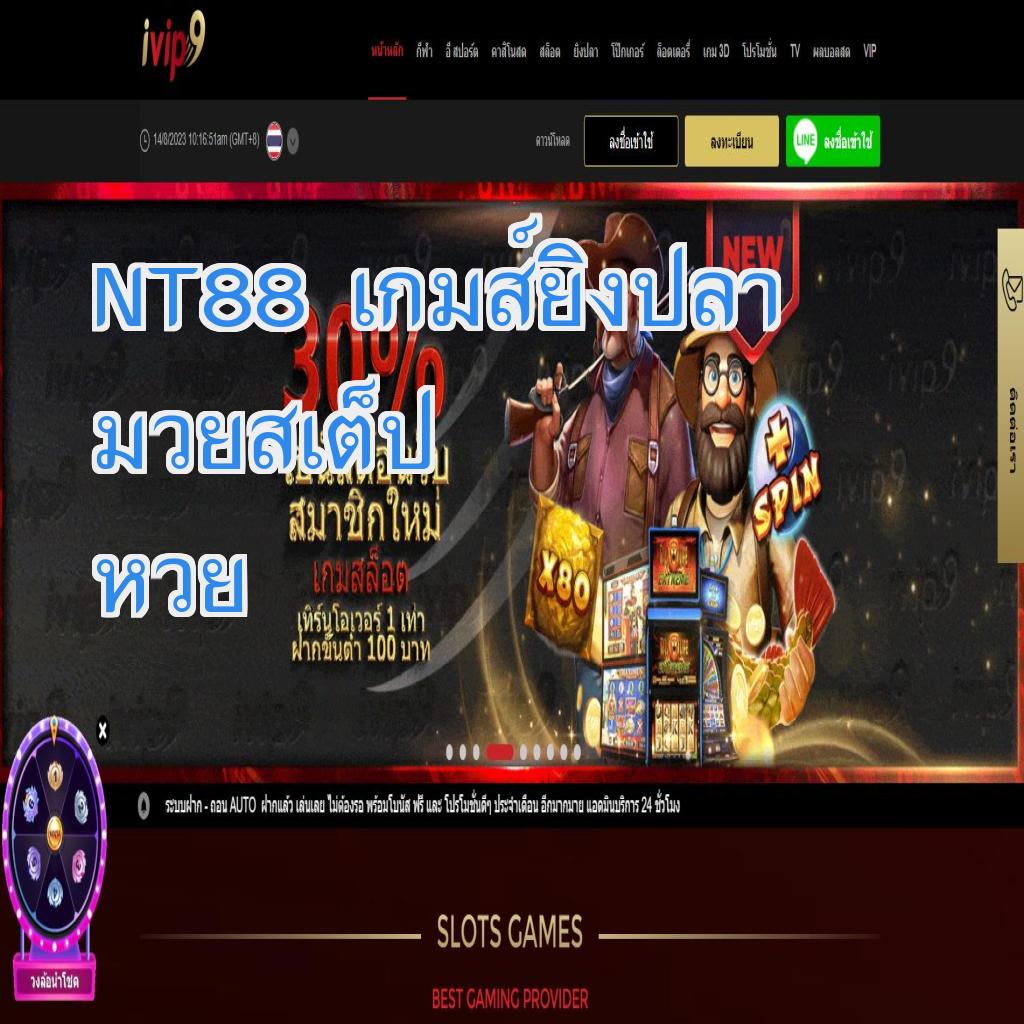 ivip9
หน้าหลัก กีฬา อี สปอร์ต คาสิโนสด สล็อต ยิงปลา โป๊กเกอร์ ล็อตเตอรี่ เกม 3D โปรโมชั่น TV ผลบอลสด VIP
14/8/2023 10:16:51am (GMT+8)
ดาวน์โหลด ลงชื่อเข้าใช้ ลงทะเบียน LINE ลงชื่อเข้าใช้
NEW
NT88 เกมส์ยิงปลา
30%
มวยสเต็ป
สมาชิกใหม่
หวย
เกมสล็อต
เทิร์นโอเวอร์ 1 เท่า
ฝากขั้นต่ำ 100 บาท
+
SPIN
X80
EXTREME
ติดต่อเรา
X
ระบบฝาก - ถอน AUTO ฝากแล้ว เล่นเลย ไม่ต้องรอ พร้อมโบนัส ฟรี และ โปรโมชั่นดีๆ ประจำเดือน อีกมากมาย แอดมินบริการ 24 ชั่วโมง
วงล้อนำโชค
SLOTS GAMES
BEST GAMING PROVIDER